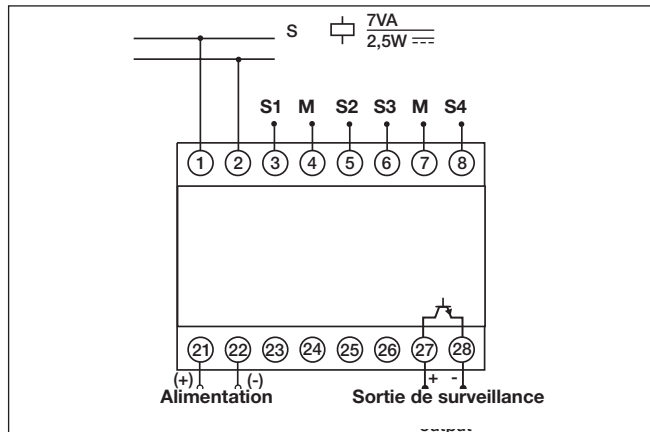 S 7VA
2,5W
S1 M S2 S3 M S4
1 2 3 4 5 6 7 8
21 22 23 24 25 26 27 28
(+) (-) + -
Alimentation Sortie de surveillance
output